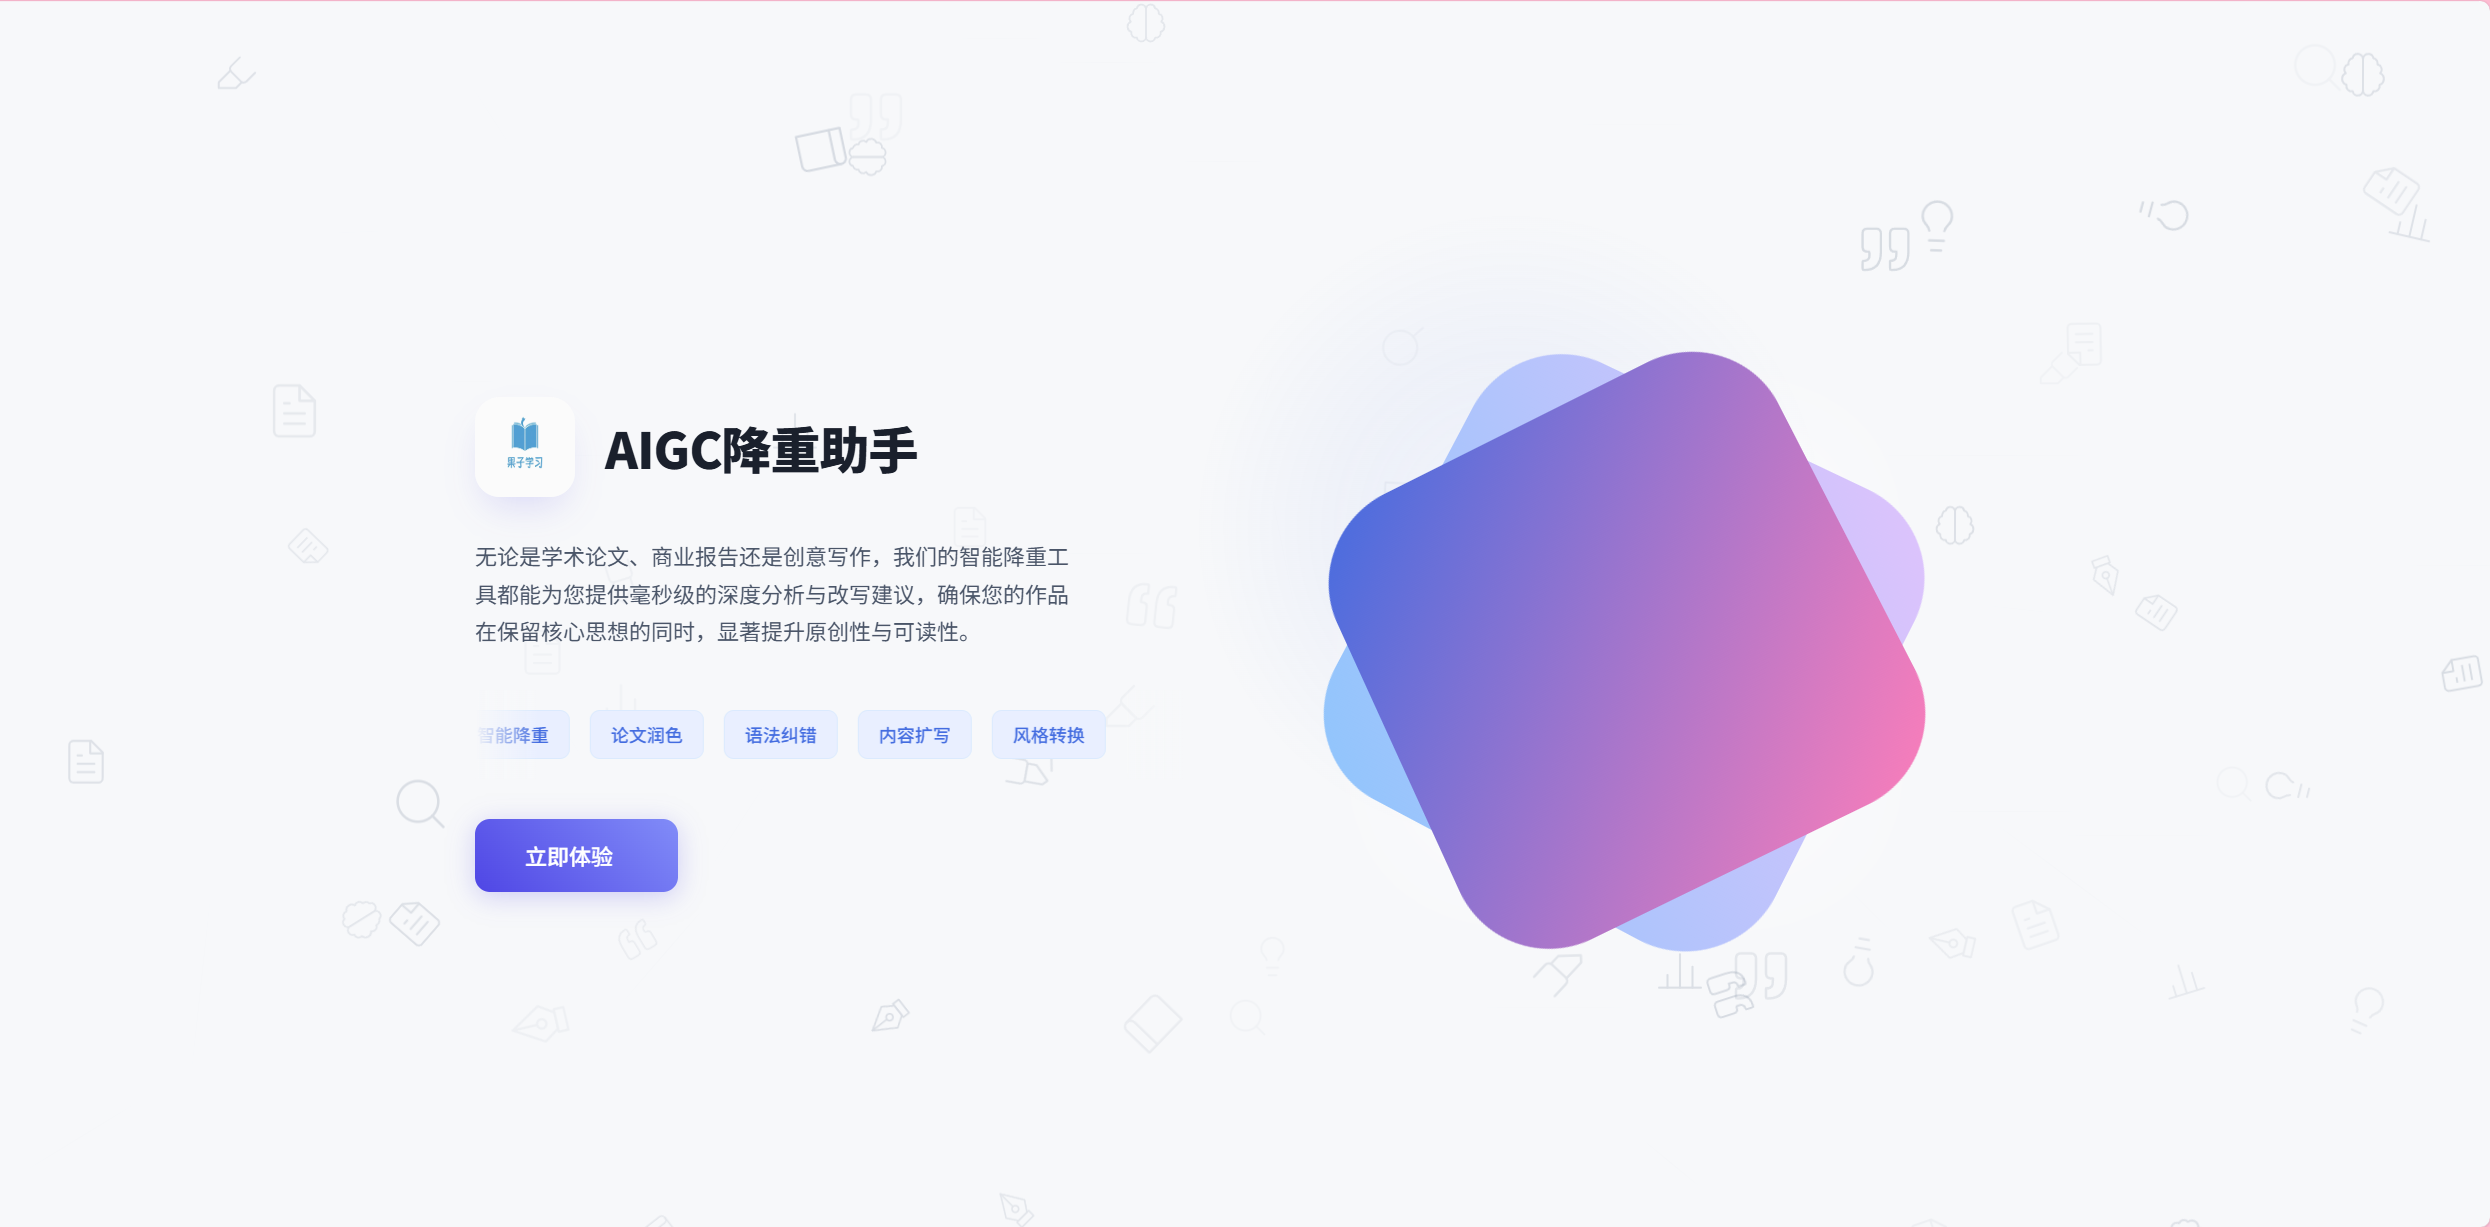 果子学习
AIGC降重助手
无论是学术论文、商业报告还是创意写作，我们的智能降重工
具都能为您提供毫秒级的深度分析与改写建议，确保您的作品
在保留核心思想的同时，显著提升原创性与可读性。
智能降重
论文润色
语法纠错
内容扩写
风格转换
立即体验